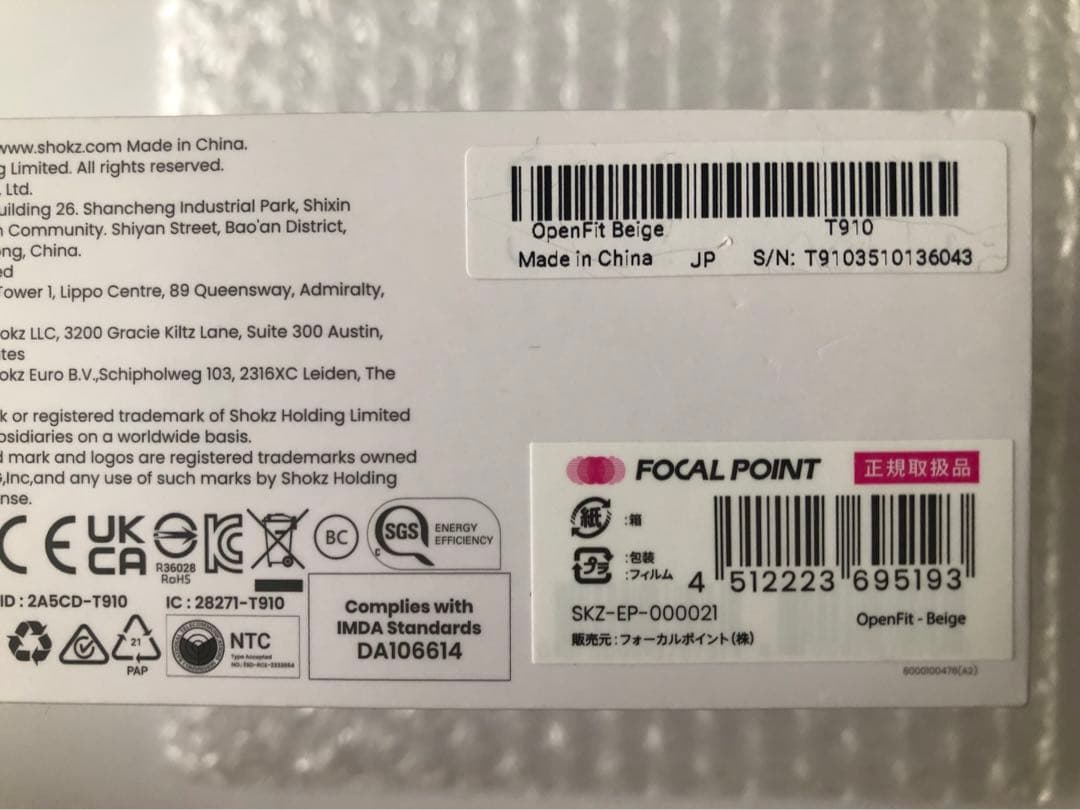 www.shokz.com Made in China.
g Limited. All rights reserved.
. Ltd.
uilding 26. Shancheng Industrial Park, Shixin
n Community. Shiyan Street, Bao'an District,
ong, China.
ed
Tower 1, Lippo Centre, 89 Queensway, Admiralty,
okz LLC, 3200 Gracie Kiltz Lane, Suite 300 Austin,
tes
okz Euro B.V.,Schipholweg 103, 2316XC Leiden, The
k or registered trademark of Shokz Holding Limited
bsidiaries on a worldwide basis.
d mark and logos are registered trademarks owned
G,Inc,and any use of such marks by Shokz Holding
nse.
CE
UK
CA
R36028
RoHS
BC
SGS
ENERGY
EFFICIENCY
ID : 2A5CD-T910
IC : 28271-T910
21
PAP
NTC
Type Accepted
Complies with
IMDA Standards
DA106614
OpenFit Beige T910
Made in China JP S/N: T9103510136043
FOCAL POINT 正規取扱品
紙 :箱
プラ :包装
:フィルム
4 512223 695193
SKZ-EP-000021
OpenFit - Beige
販売元:フォーカルポイント(株)
6000100476(A2)